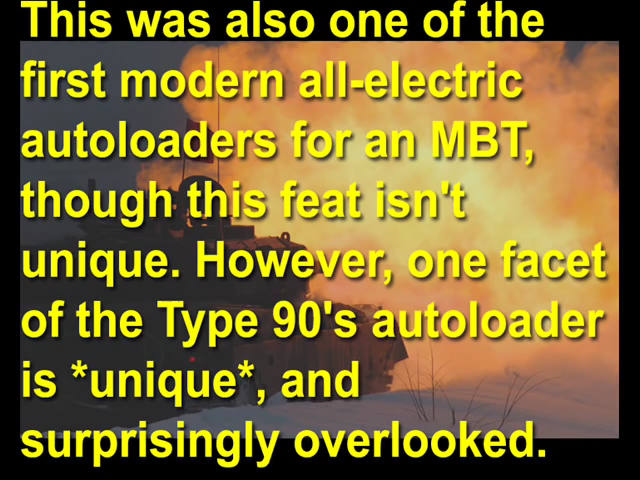 This was also one of the
first modern all-electric
autoloaders for an MBT,
though this feat isn't
unique. However, one facet
of the Type 90's autoloader
is *unique*, and
surprisingly overlooked.